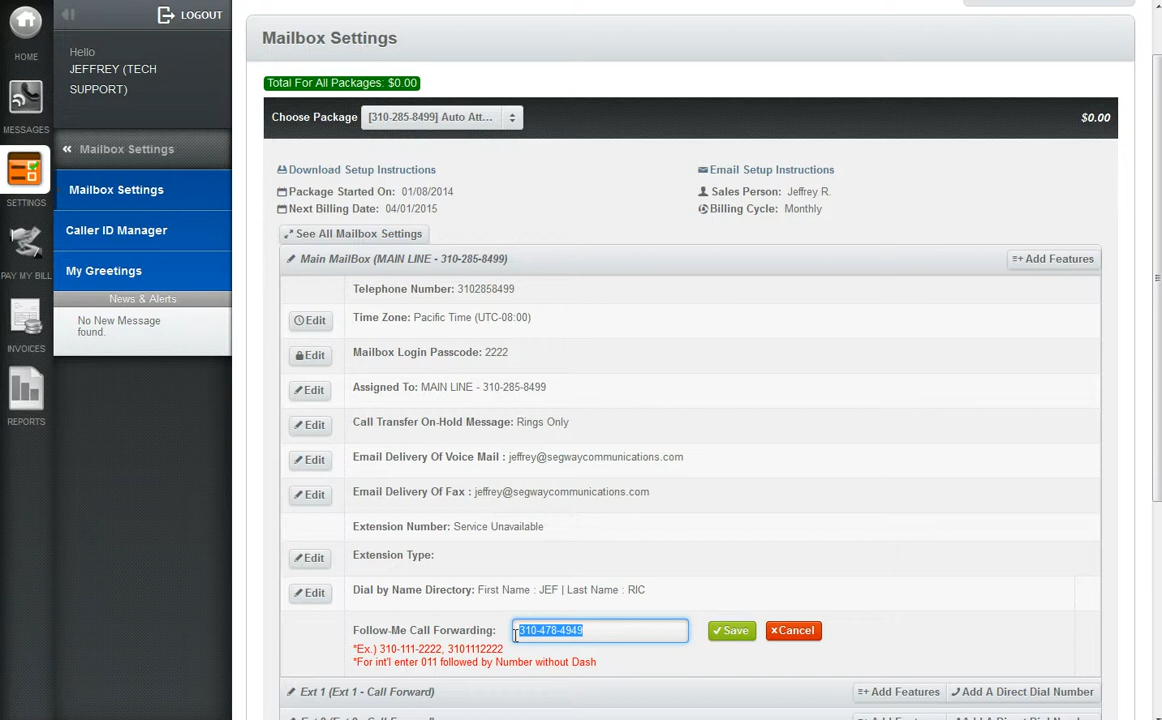 LOGOUT
HOME
Hello
JEFFREY (TECH
SUPPORT)
MESSAGES
Mailbox Settings
SETTINGS
Mailbox Settings
Caller ID Manager
PAY MY BILL
My Greetings
News & Alerts
No New Message
found.
INVOICES
REPORTS
Mailbox Settings
Total For All Packages: $0.00
Choose Package [310-285-8499] Auto Att... $0.00
Download Setup Instructions Email Setup Instructions
Package Started On: 01/08/2014 Sales Person: Jeffrey R.
Next Billing Date: 04/01/2015 Billing Cycle: Monthly
See All Mailbox Settings
Main MailBox (MAIN LINE - 310-285-8499) Add Features
Telephone Number: 3102858499
Edit Time Zone: Pacific Time (UTC-08:00)
Edit Mailbox Login Passcode: 2222
Edit Assigned To: MAIN LINE - 310-285-8499
Edit Call Transfer On-Hold Message: Rings Only
Edit Email Delivery Of Voice Mail : jeffrey@segwaycommunications.com
Edit Email Delivery Of Fax : jeffrey@segwaycommunications.com
Extension Number: Service Unavailable
Edit Extension Type:
Edit Dial by Name Directory: First Name : JEF | Last Name : RIC
Follow-Me Call Forwarding: 310-478-4949 Save Cancel
*Ex.) 310-111-2222, 3101112222
*For int'l enter 011 followed by Number without Dash
Ext 1 (Ext 1 - Call Forward) Add Features Add A Direct Dial Number